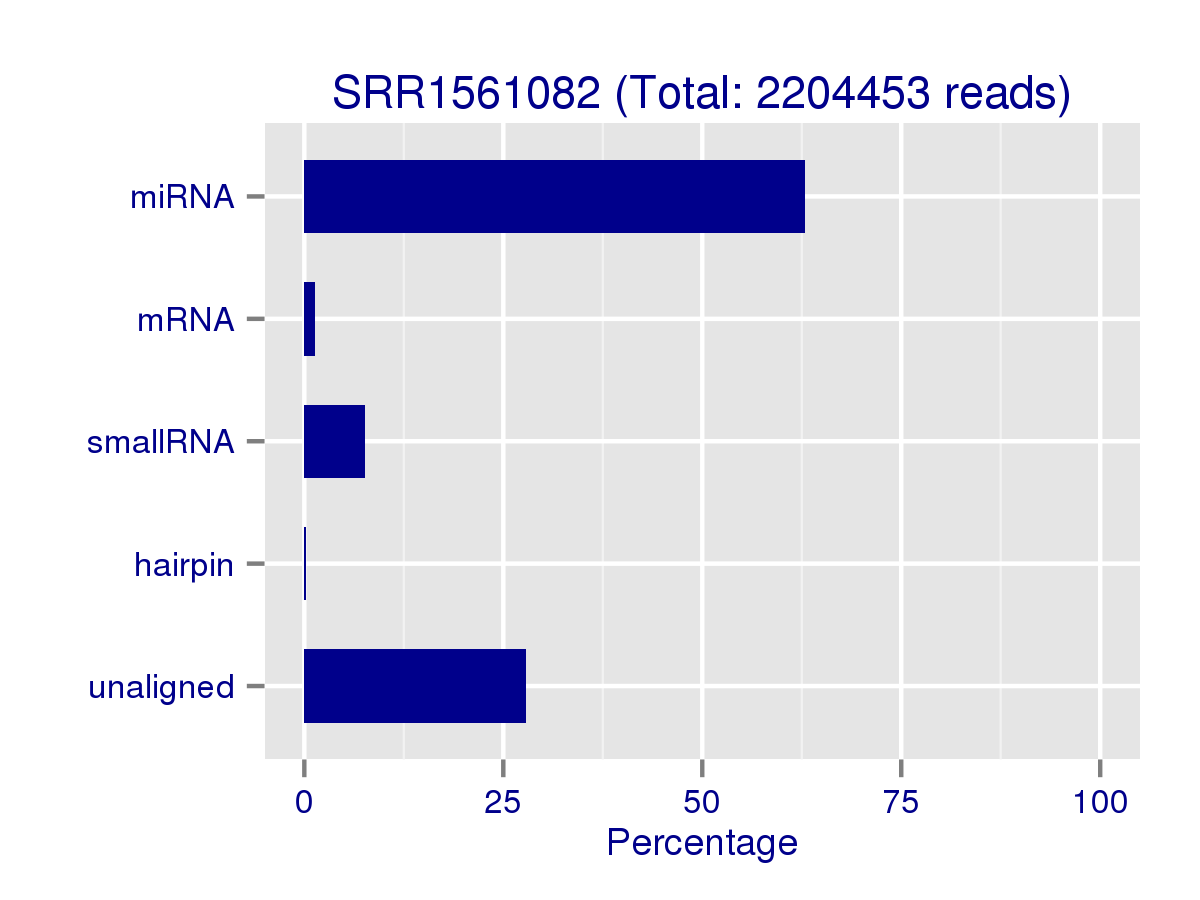 SRR1561082 (Total: 2204453 reads)
miRNA
mRNA
smallRNA
hairpin
unaligned
0 25 50 75 100
Percentage